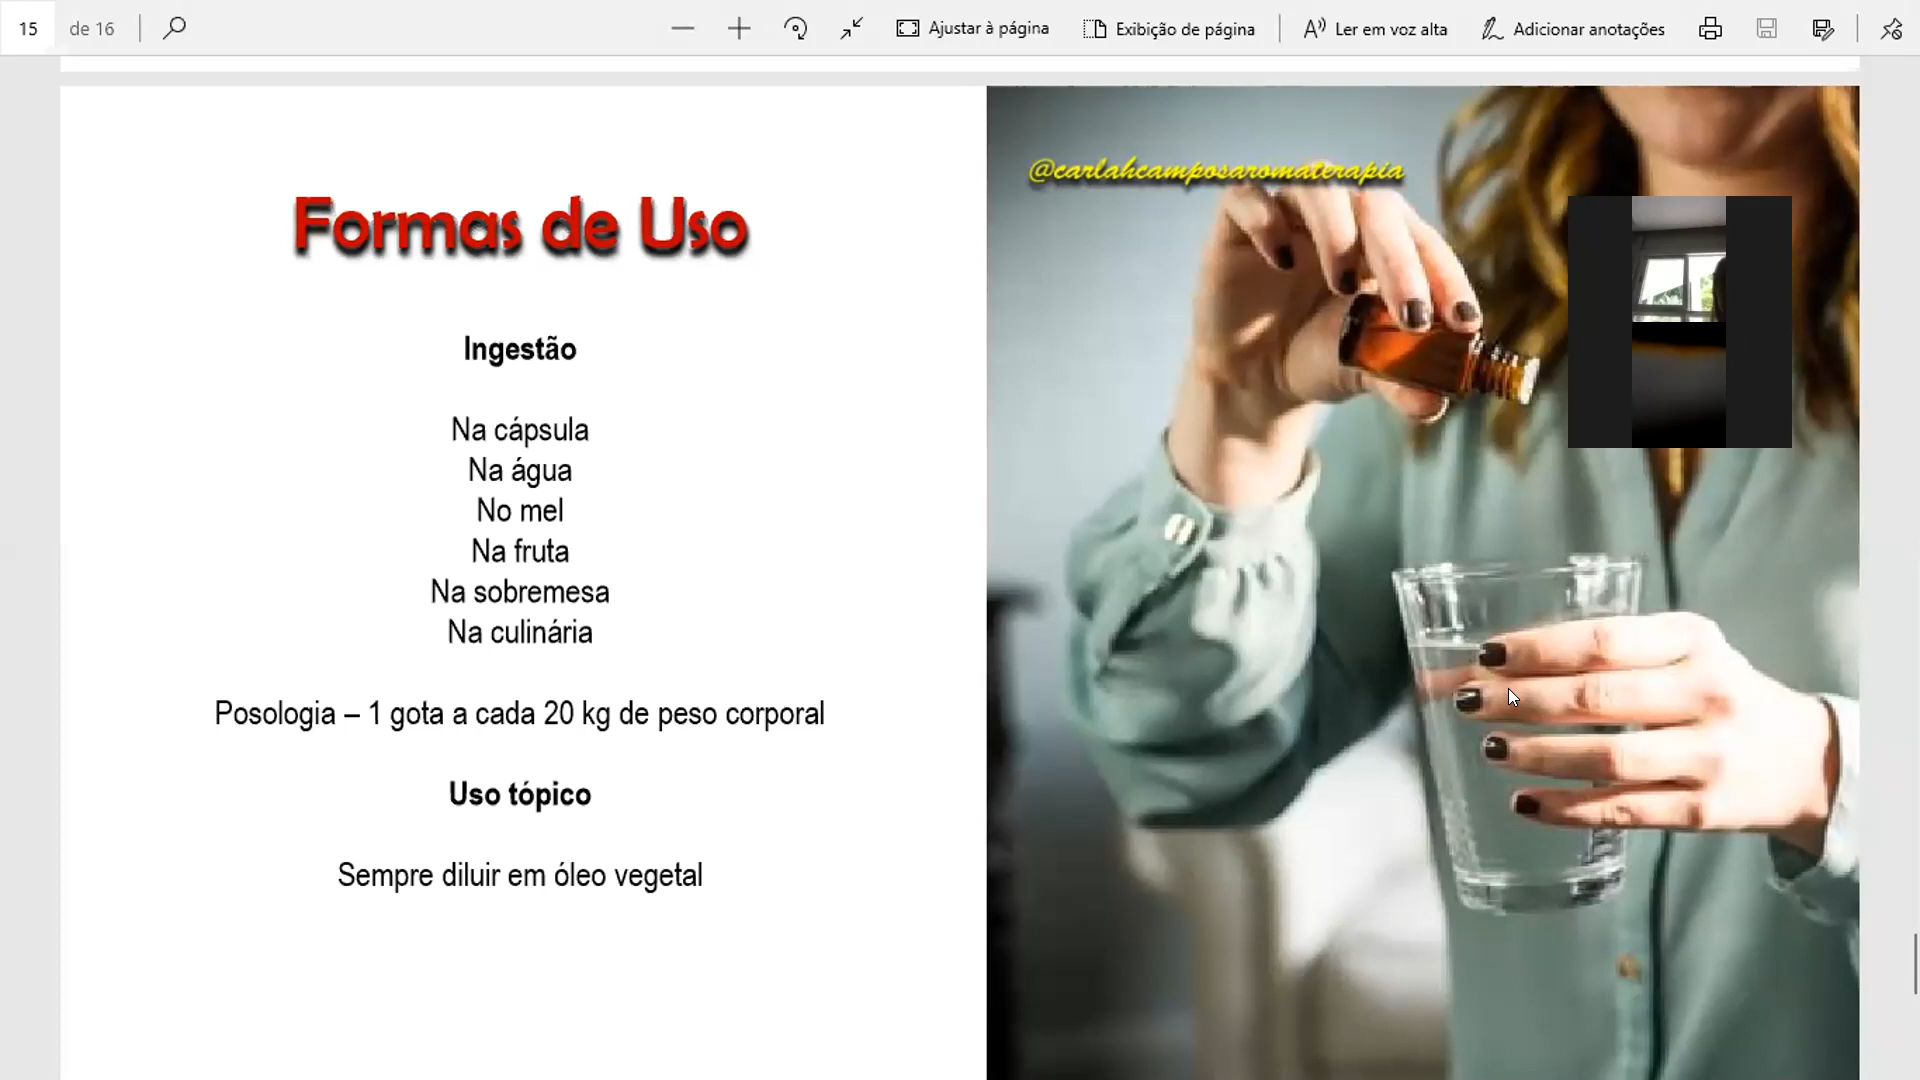 15 de 16
Ajustar à página
Exibição de página
Ler em voz alta
Adicionar anotações
Formas de Uso
@carlahcamposaromaterapia
Ingestão
Na cápsula
Na água
No mel
Na fruta
Na sobremesa
Na culinária
Posologia – 1 gota a cada 20 kg de peso corporal
Uso tópico
Sempre diluir em óleo vegetal